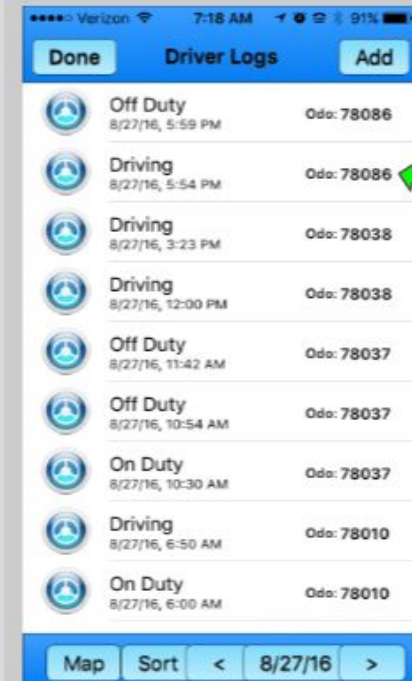 Verizon 7:18 AM 91%
Done Driver Logs Add
Off Duty
8/27/16, 5:59 PM
Odo: 78086
Driving
8/27/16, 5:54 PM
Odo: 78086
Driving
8/27/16, 3:23 PM
Odo: 78038
Driving
8/27/16, 12:00 PM
Odo: 78038
Off Duty
8/27/16, 11:42 AM
Odo: 78037
Off Duty
8/27/16, 10:54 AM
Odo: 78037
On Duty
8/27/16, 10:30 AM
Odo: 78037
Driving
8/27/16, 6:50 AM
Odo: 78010
On Duty
8/27/16, 6:00 AM
Odo: 78010
Map Sort < 8/27/16 >